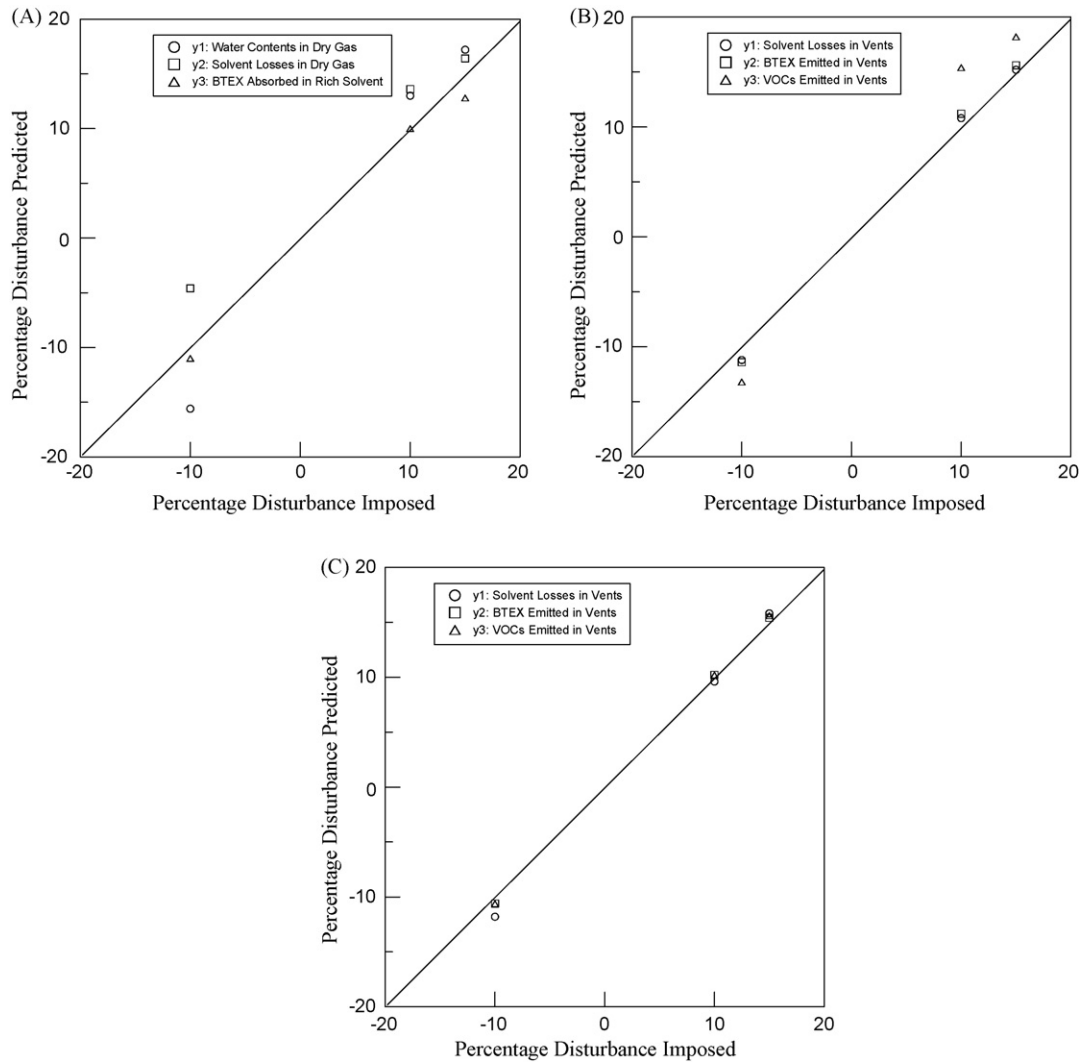 (A)
20
10
0
-10
-20
y1: Water Contents in Dry Gas
y2: Solvent Losses in Dry Gas
y3: BTEX Absorbed in Rich Solvent
Percentage Disturbance Predicted
-20
-10
0
10
20
Percentage Disturbance Imposed
(B)
20
10
0
-10
-20
y1: Solvent Losses in Vents
y2: BTEX Emitted in Vents
y3: VOCs Emitted in Vents
Percentage Disturbance Predicted
-20
-10
0
10
20
Percentage Disturbance Imposed
(C)
20
10
0
-10
-20
y1: Solvent Losses in Vents
y2: BTEX Emitted in Vents
y3: VOCs Emitted in Vents
Percentage Disturbance Predicted
-20
-10
0
10
20
Percentage Disturbance Imposed